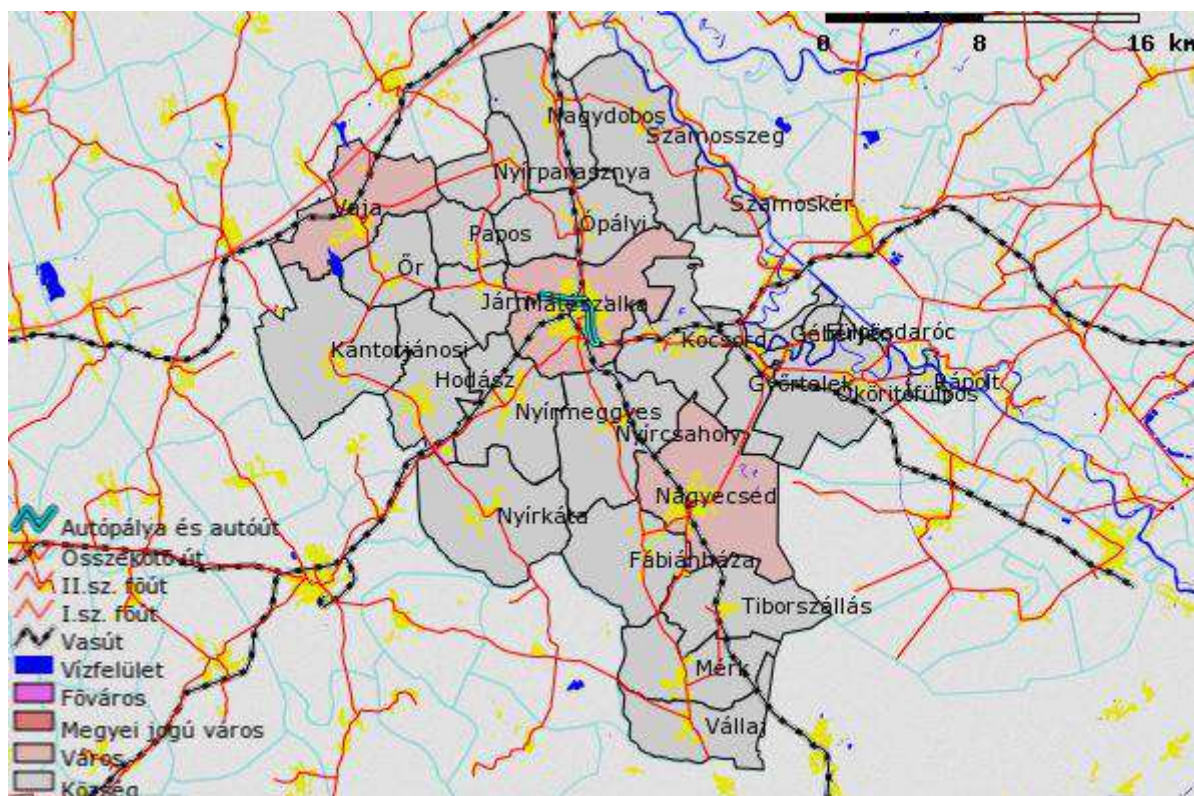 0 8 16 km
Nagydobos
Szamosszeg
Nyírparasznya
Szamoskér
Vaja
Ópályi
Papos
Őr
Mátészalka
Kocsord
Fülpösdaróc
Kántorjánosi
Hodász
Győrtelek
Rápolt
Ököritófülpös
Nyírmeggyes
Nyírcsaholy
Nagyecsed
Nyírkáta
Fábiánháza
Tiborszállás
Mérk
Vállaj
Autópálya és autóút
Összekötő út
II.sz. főút
I.sz. főút
Vasút
Vízfelület
Főváros
Megyei jogú város
Város
Község